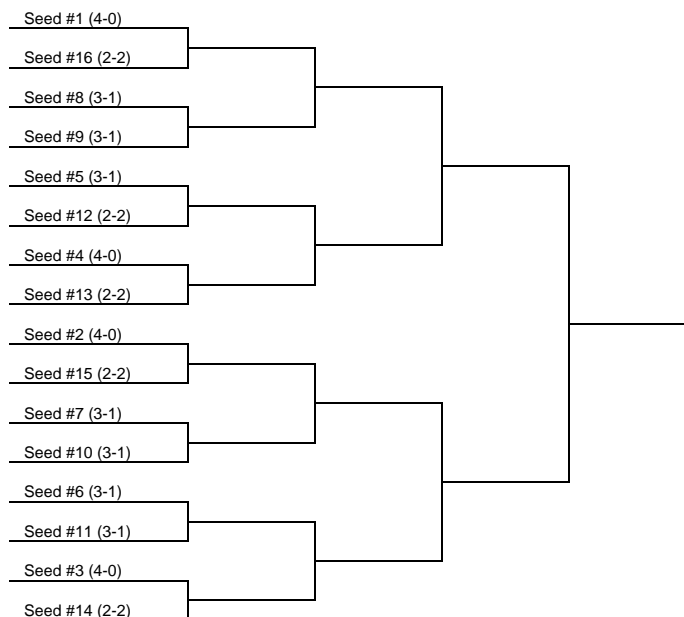 Seed #1 (4-0)
Seed #16 (2-2)
Seed #8 (3-1)
Seed #9 (3-1)
Seed #5 (3-1)
Seed #12 (2-2)
Seed #4 (4-0)
Seed #13 (2-2)
Seed #2 (4-0)
Seed #15 (2-2)
Seed #7 (3-1)
Seed #10 (3-1)
Seed #6 (3-1)
Seed #11 (3-1)
Seed #3 (4-0)
Seed #14 (2-2)